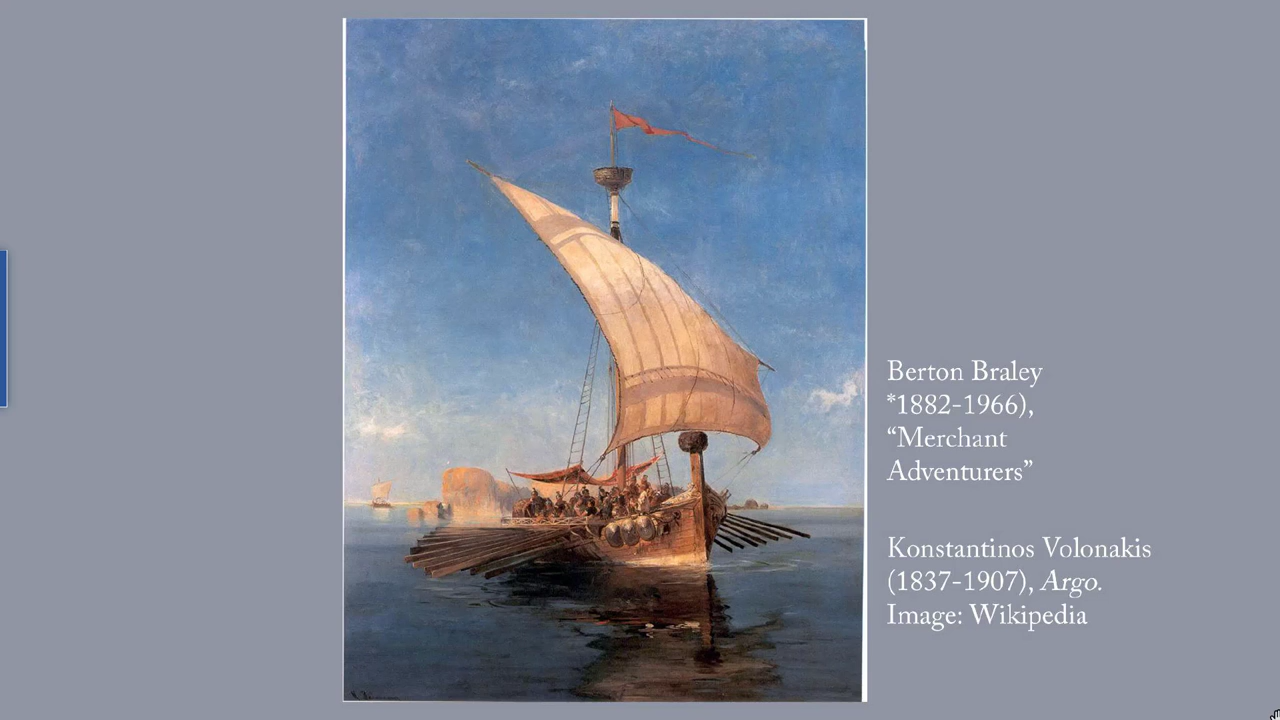 Berton Braley
*1882-1966),
“Merchant
Adventurers”
Konstantinos Volonakis
(1837-1907), Argo.
Image: Wikipedia